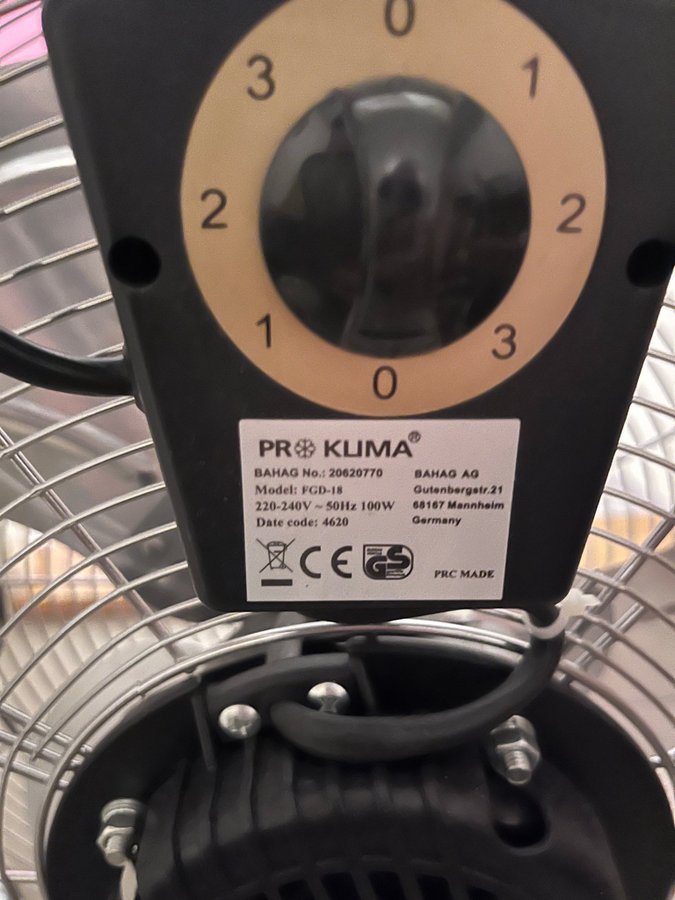 0
3 1
2 2
1 3
0
PRO KLIMA®
BAHAG No.: 20620770
Model: FGD-18
220-240V ~ 50Hz 100W
Date code: 4620
BAHAG AG
Gutenbergstr.21
68167 Mannheim
Germany
CE GS
PRC MADE